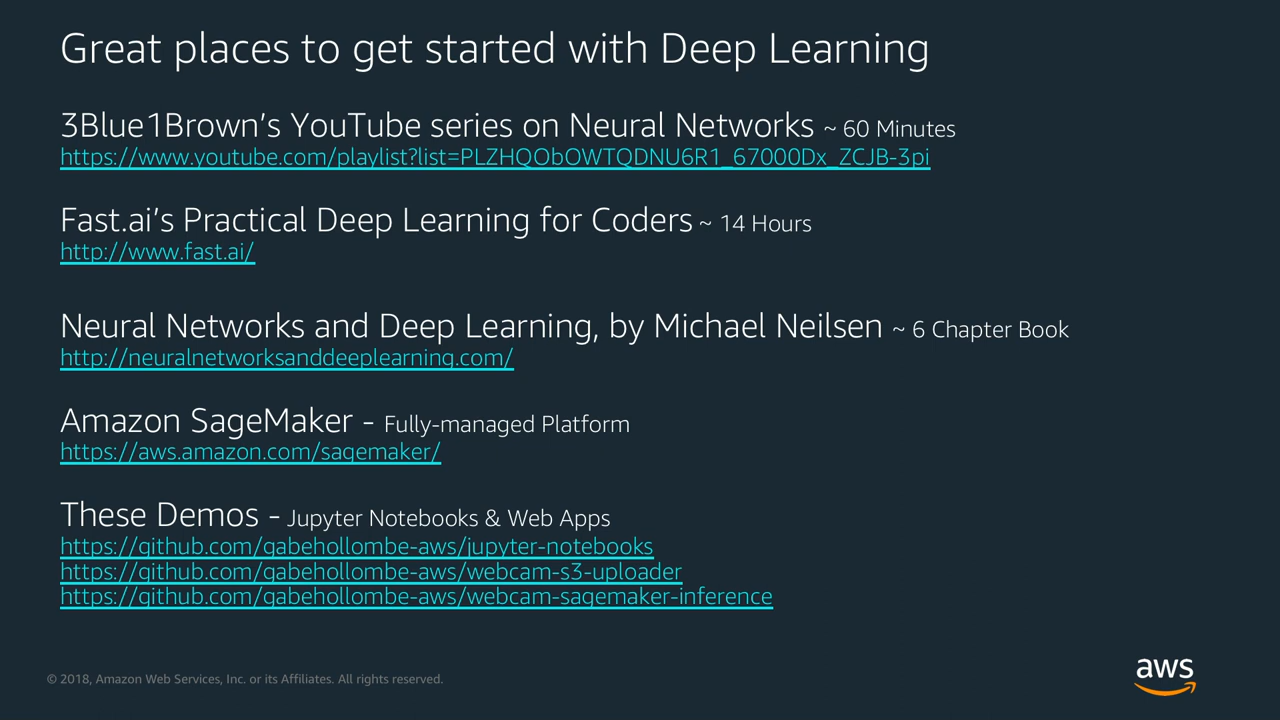 Great places to get started with Deep Learning
3Blue1Brown's YouTube series on Neural Networks ~ 60 Minutes
https://www.youtube.com/playlist?list=PLZHQObOWTQDNU6R1_67000Dx_ZCJB-3pi
Fast.ai's Practical Deep Learning for Coders ~ 14 Hours
http://www.fast.ai/
Neural Networks and Deep Learning, by Michael Neilsen ~ 6 Chapter Book
http://neuralnetworksanddeeplearning.com/
Amazon SageMaker - Fully-managed Platform
https://aws.amazon.com/sagemaker/
These Demos - Jupyter Notebooks & Web Apps
https://github.com/gabehollombe-aws/jupyter-notebooks
https://github.com/gabehollombe-aws/webcam-s3-uploader
https://github.com/gabehollombe-aws/webcam-sagemaker-inference
© 2018, Amazon Web Services, Inc. or its Affiliates. All rights reserved.
aws